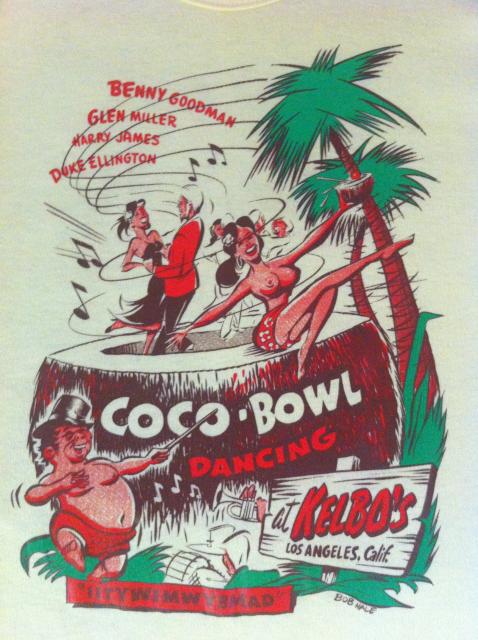 BENNY GOODMAN
GLEN MILLER
HARRY JAMES
DUKE ELLINGTON
COCO-BOWL
DANCING
at KELBO'S
LOS ANGELES, Calif.
BOB HALE